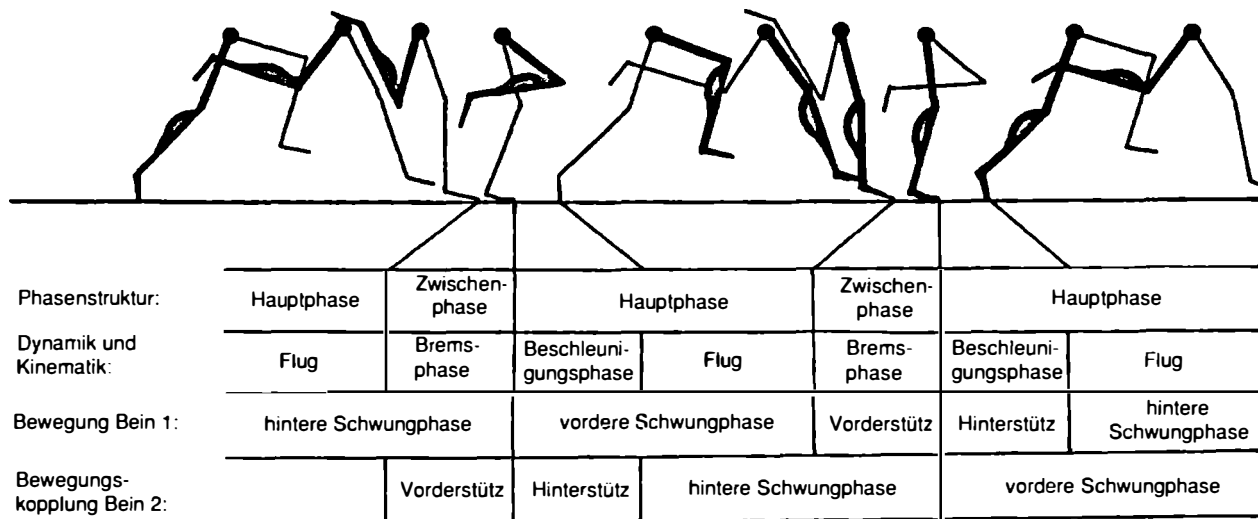 Phasenstruktur: Hauptphase Zwischen-phase Hauptphase Zwischen-phase Hauptphase
Dynamik und Kinematik: Flug Brems-phase Beschleuni-gungsphase Flug Brems-phase Beschleuni-gungsphase Flug
Bewegung Bein 1: hintere Schwungphase vordere Schwungphase Vorderstütz Hinterstütz hintere Schwungphase
Bewegungs-kopplung Bein 2: Vorderstütz Hinterstütz hintere Schwungphase vordere Schwungphase